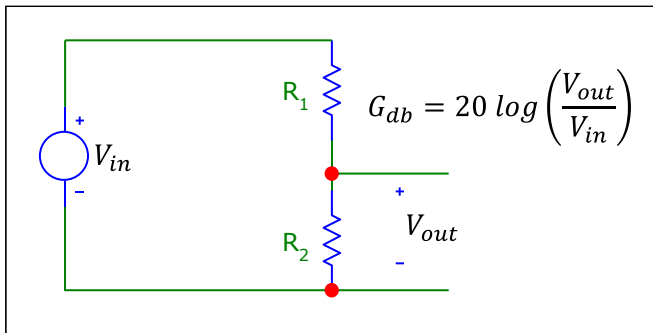 R1
G_db = 20 log (V_out / V_in)
+
V_in
−
+
R2
V_out
−